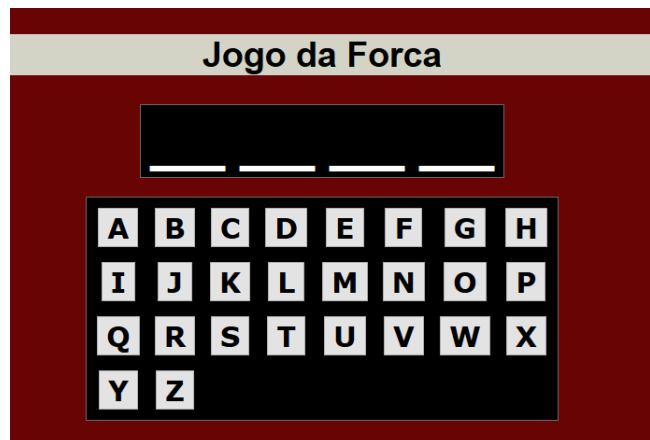 Jogo da Forca
A B C D E F G H
I J K L M N O P
Q R S T U V W X
Y Z